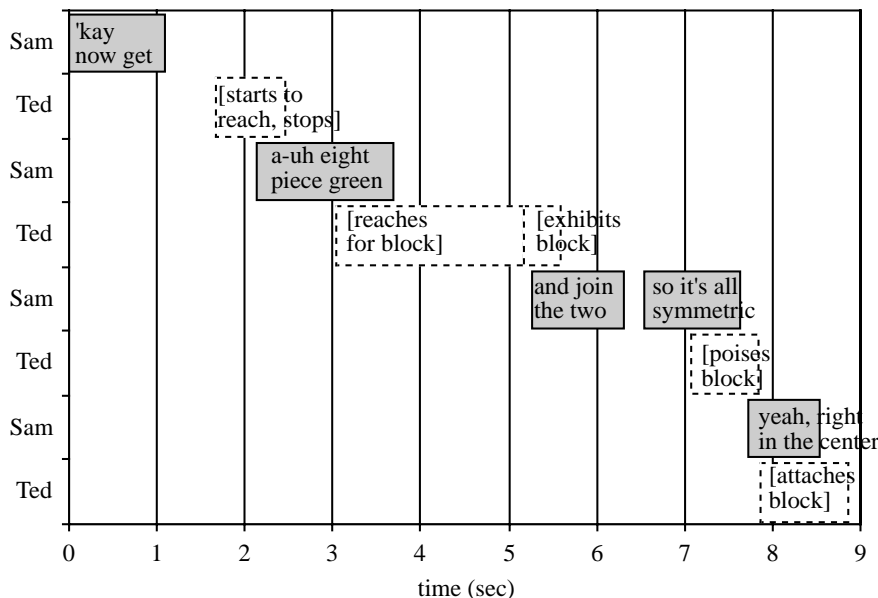 Sam
'kay
now get
Ted
[starts to
reach, stops]
Sam
a-uh eight
piece green
Ted
[reaches
for block]
[exhibits
block]
Sam
and join
the two
so it's all
symmetric
Ted
[poises
block]
Sam
yeah, right
in the center
Ted
[attaches
block]
0 1 2 3 4 5 6 7 8 9
time (sec)